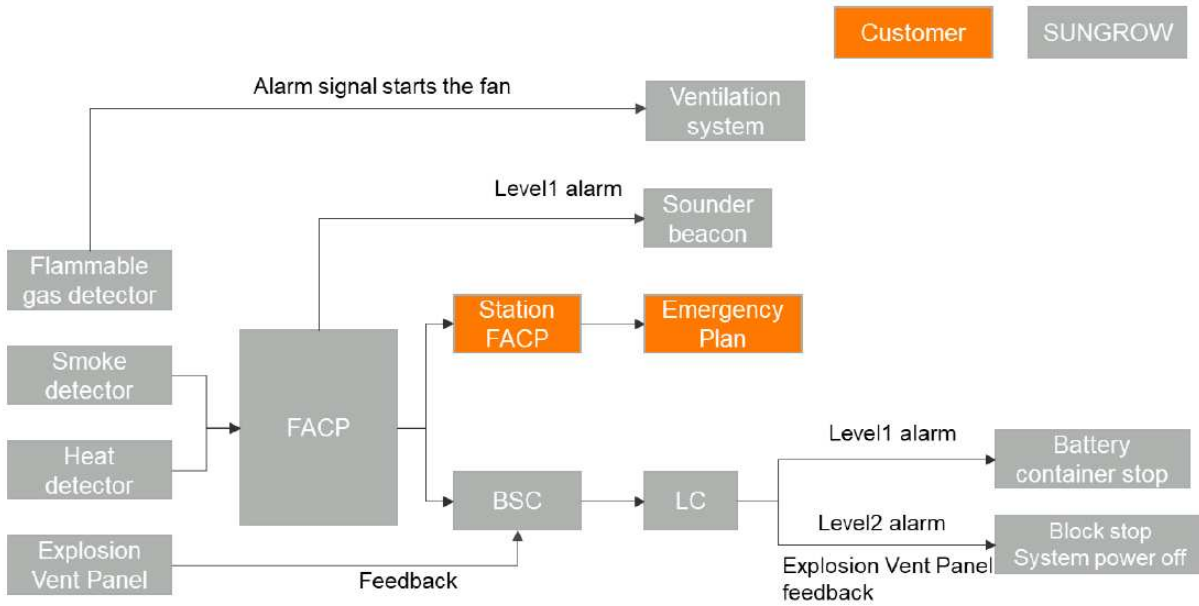 Customer
SUNGROW
Alarm signal starts the fan
Ventilation
system
Level1 alarm
Sounder
beacon
Flammable
gas detector
Station
FACP
Emergency
Plan
Smoke
detector
FACP
Heat
detector
Level1 alarm
Battery
container stop
BSC
LC
Level2 alarm
Block stop
System power off
Explosion
Vent Panel
Feedback
Explosion Vent Panel
feedback